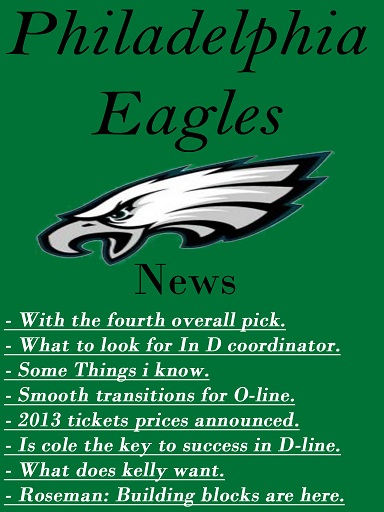 Philadelphia
Eagles
News
- With the fourth overall pick.
- What to look for In D coordinator.
- Some Things i know.
- Smooth transitions for O-line.
- 2013 tickets prices announced.
- Is cole the key to success in D-line.
- What does kelly want.
- Roseman: Building blocks are here.